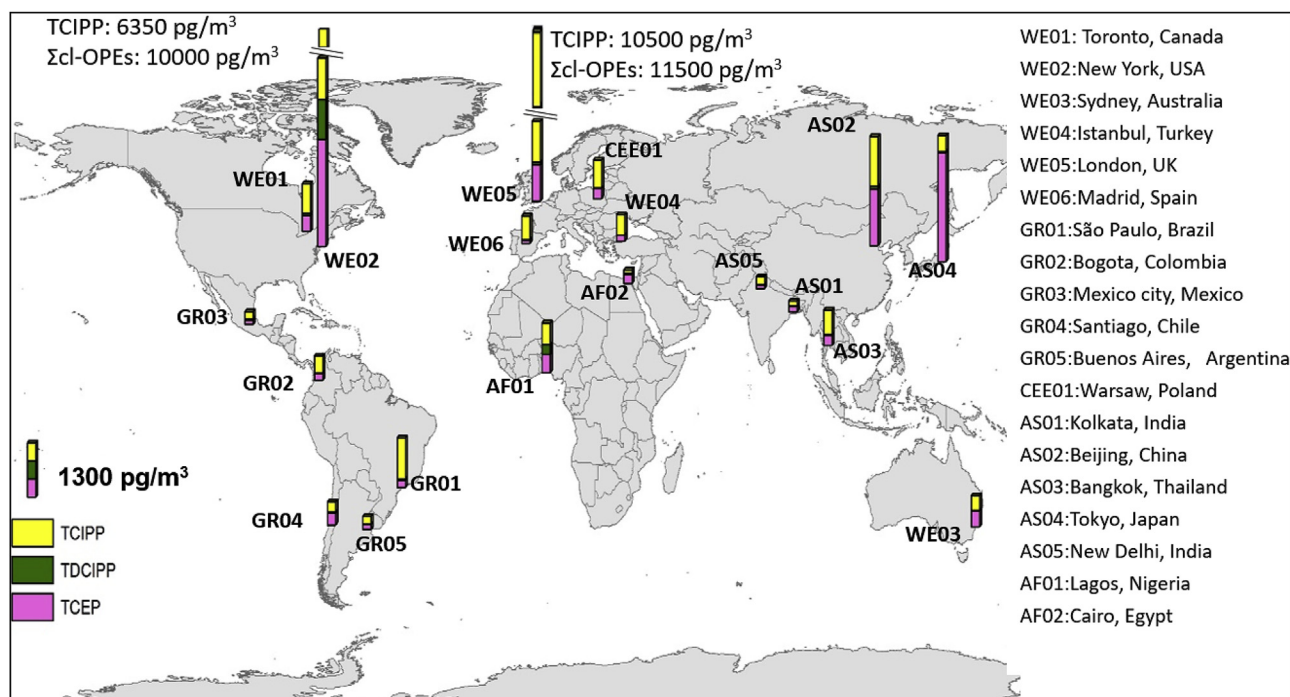 TCIPP: 6350 pg/m³
Σcl-OPEs: 10000 pg/m³
TCIPP: 10500 pg/m³
Σcl-OPEs: 11500 pg/m³
AS02
CEE01
WE01
WE05
WE04
WE06
WE02
AS05
AS04
AF02
AS01
GR03
AS03
GR02
AF01
1300 pg/m³
GR01
GR04
GR05
WE03
TCIPP
TDCIPP
TCEP
WE01: Toronto, Canada
WE02:New York, USA
WE03:Sydney, Australia
WE04:Istanbul, Turkey
WE05:London, UK
WE06:Madrid, Spain
GR01:São Paulo, Brazil
GR02:Bogota, Colombia
GR03:Mexico city, Mexico
GR04:Santiago, Chile
GR05:Buenos Aires, Argentina
CEE01:Warsaw, Poland
AS01:Kolkata, India
AS02:Beijing, China
AS03:Bangkok, Thailand
AS04:Tokyo, Japan
AS05:New Delhi, India
AF01:Lagos, Nigeria
AF02:Cairo, Egypt